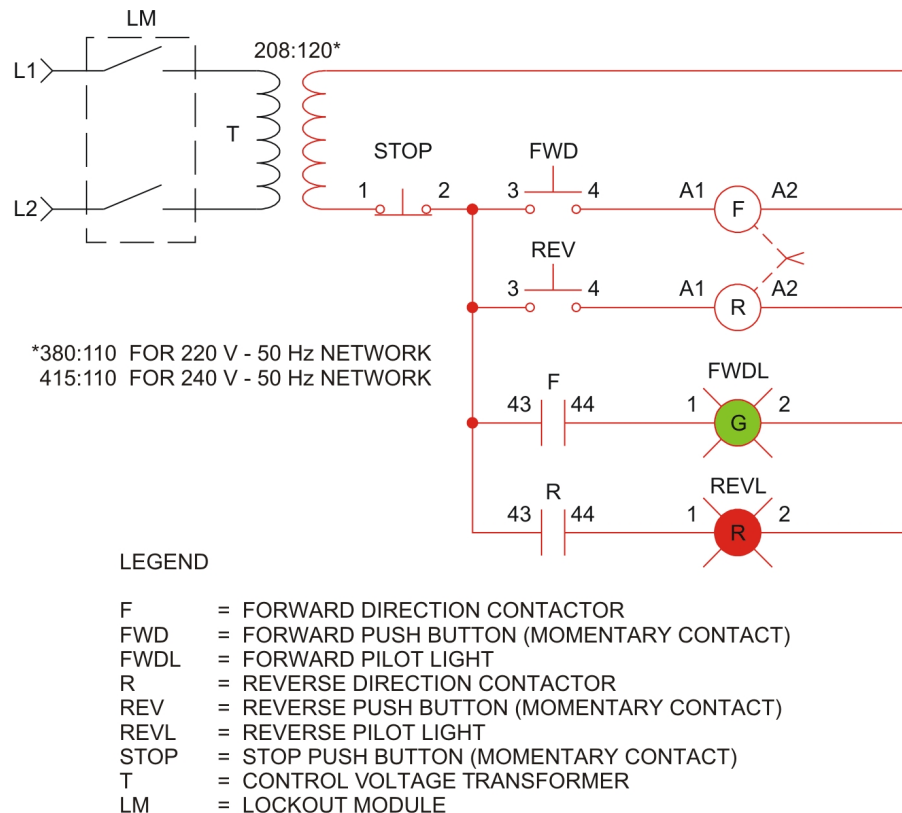 LM
208:120*
L1
T
STOP
FWD
1 2
3 4
A1 F A2
L2
REV
3 4
A1 R A2
*380:110 FOR 220 V - 50 Hz NETWORK
415:110 FOR 240 V - 50 Hz NETWORK
FWDL
F
43 44
1 G 2
REVL
R
43 44
1 R 2
LEGEND
F = FORWARD DIRECTION CONTACTOR
FWD = FORWARD PUSH BUTTON (MOMENTARY CONTACT)
FWDL = FORWARD PILOT LIGHT
R = REVERSE DIRECTION CONTACTOR
REV = REVERSE PUSH BUTTON (MOMENTARY CONTACT)
REVL = REVERSE PILOT LIGHT
STOP = STOP PUSH BUTTON (MOMENTARY CONTACT)
T = CONTROL VOLTAGE TRANSFORMER
LM = LOCKOUT MODULE